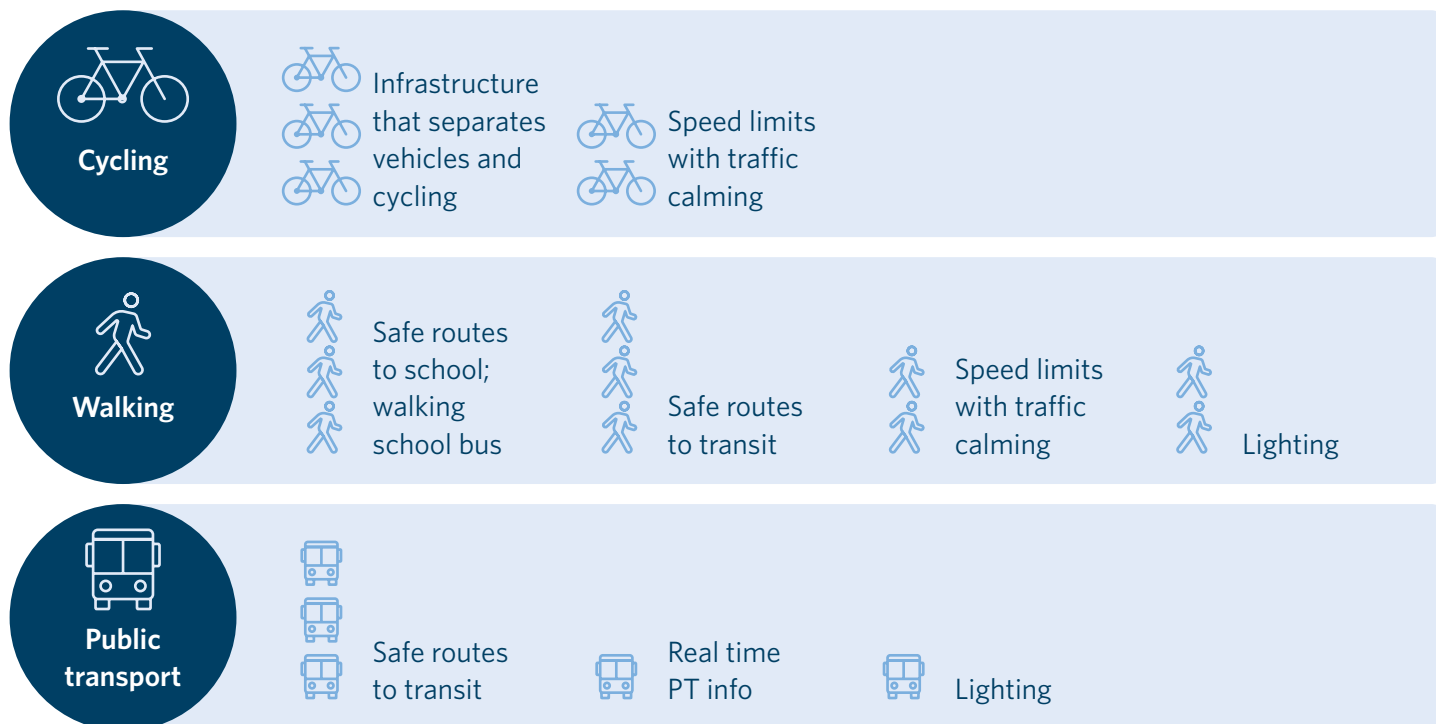 Cycling
Infrastructure
that separates
vehicles and
cycling
Speed limits
with traffic
calming
Walking
Safe routes
to school;
walking
school bus
Safe routes
to transit
Speed limits
with traffic
calming
Lighting
Public
transport
Safe routes
to transit
Real time
PT info
Lighting